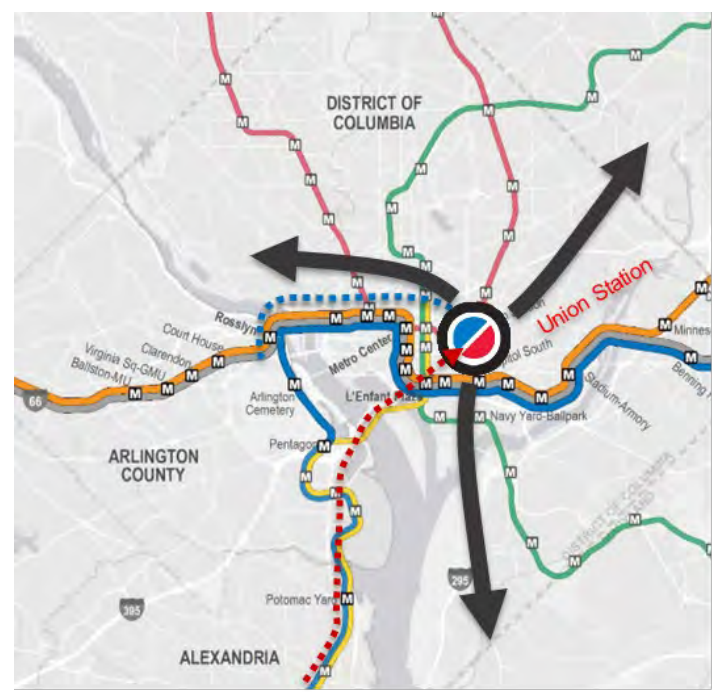 DISTRICT OF
COLUMBIA
Union Station
Rosslyn
Court House
Clarendon
Virginia Sq-GMU
Ballston-MU
Metro Center
Capitol South
Minnes
Benning R
Stadium-Armory
Arlington
Cemetery
L'Enfant Plaza
Navy Yard-Ballpark
66
Pentagon
ARLINGTON
COUNTY
DISTRICT OF COLUMBIA
295
395
Potomac Yard
ALEXANDRIA
M